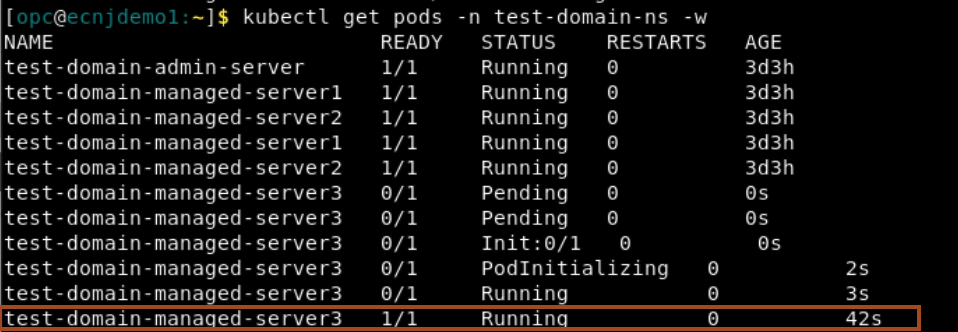 [opc@ecnjdemo1:~]$ kubectl get pods -n test-domain-ns -w
NAME READY STATUS RESTARTS AGE
test-domain-admin-server 1/1 Running 0 3d3h
test-domain-managed-server1 1/1 Running 0 3d3h
test-domain-managed-server2 1/1 Running 0 3d3h
test-domain-managed-server1 1/1 Running 0 3d3h
test-domain-managed-server2 1/1 Running 0 3d3h
test-domain-managed-server3 0/1 Pending 0 0s
test-domain-managed-server3 0/1 Pending 0 0s
test-domain-managed-server3 0/1 Init:0/1 0 0s
test-domain-managed-server3 0/1 PodInitializing 0 2s
test-domain-managed-server3 0/1 Running 0 3s
test-domain-managed-server3 1/1 Running 0 42s